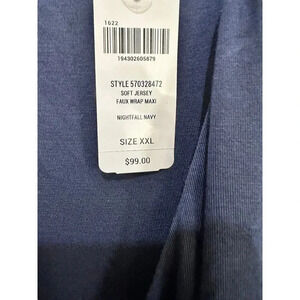 1622
194302605879
STYLE 570328472
SOFT JERSEY
FAUX WRAP MAXI
NIGHTFALL NAVY
SIZE XXL
$99.00